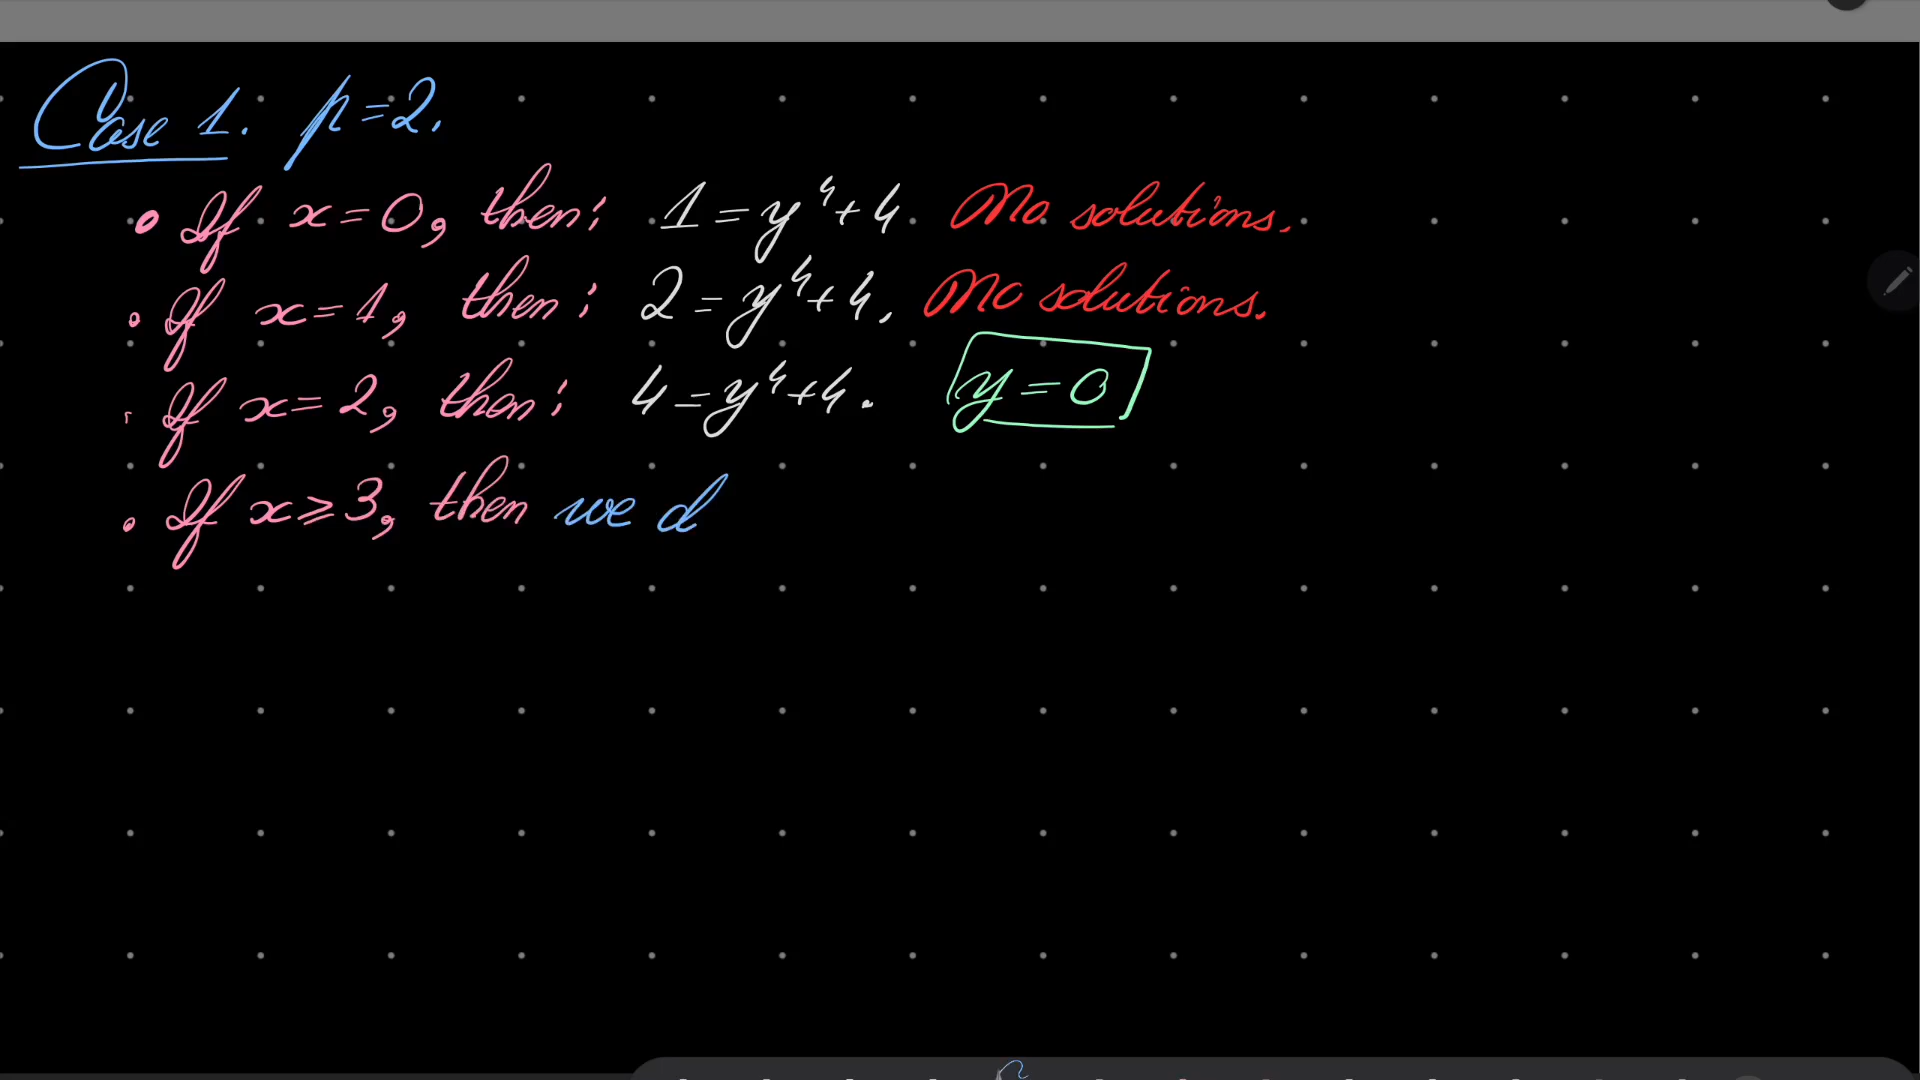 Case 1. p=2.
• If x=0, then: 1=y⁴+4. No solutions.
• If x=1, then: 2=y⁴+4. No solutions.
• If x=2, then: 4=y⁴+4. y=0
• If x⩾3, then we d